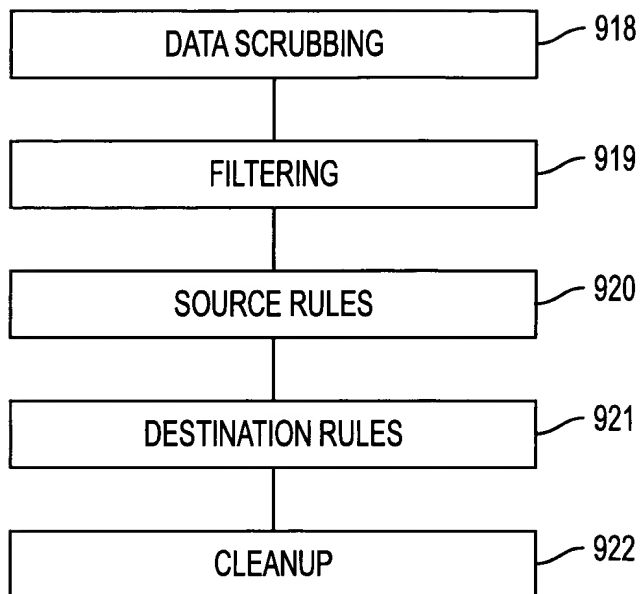 DATA SCRUBBING 918
FILTERING 919
SOURCE RULES 920
DESTINATION RULES 921
CLEANUP 922